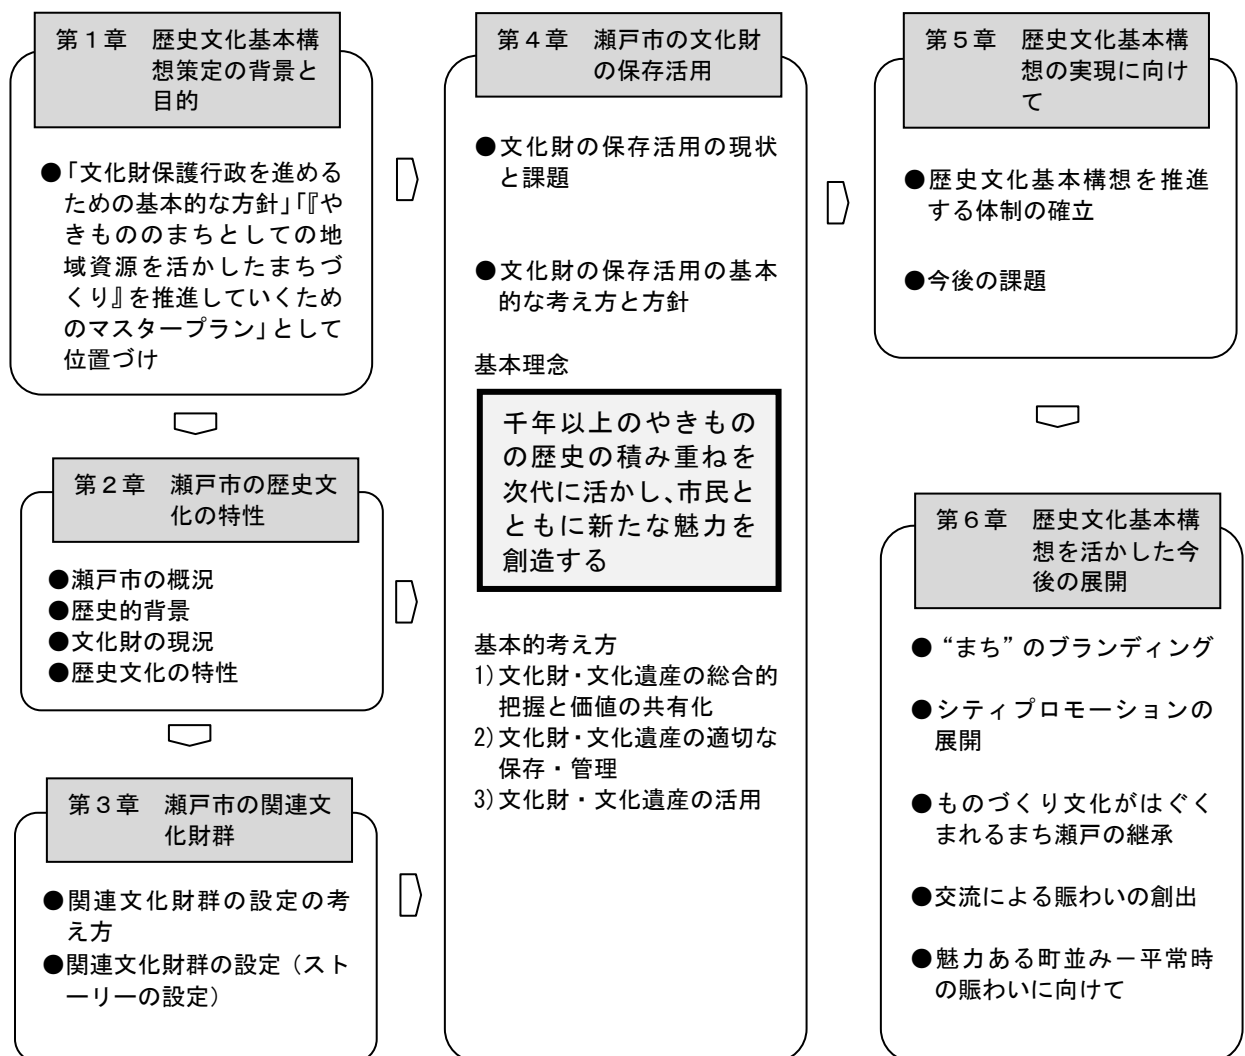 第１章　歴史文化基本構
想策定の背景と
目的
●「文化財保護行政を進める
ための基本的な方針」「『や
きもののまちとしての地
域資源を活かしたまちづ
くり』を推進していくため
のマスタープラン」として
位置づけ
第２章　瀬戸市の歴史文
化の特性
●瀬戸市の概況
●歴史的背景
●文化財の現況
●歴史文化の特性
第３章　瀬戸市の関連文
化財群
●関連文化財群の設定の考
え方
●関連文化財群の設定（スト
ーリーの設定）
第４章　瀬戸市の文化財
の保存活用
●文化財の保存活用の現状
と課題
●文化財の保存活用の基本
的な考え方と方針
基本理念
千年以上のやきもの
の歴史の積み重ねを
次代に活かし、市民と
ともに新たな魅力を
創造する
基本的考え方
1)文化財・文化遺産の総合的
把握と価値の共有化
2)文化財・文化遺産の適切な
保存・管理
3)文化財・文化遺産の活用
第５章　歴史文化基本構
想の実現に向け
て
●歴史文化基本構想を推進
する体制の確立
●今後の課題
第６章　歴史文化基本構
想を活かした今
後の展開
●“まち”のブランディング
●シティプロモーションの
展開
●ものづくり文化がはぐく
まれるまち瀬戸の継承
●交流による賑わいの創出
●魅力ある町並み－平常時
の賑わいに向けて